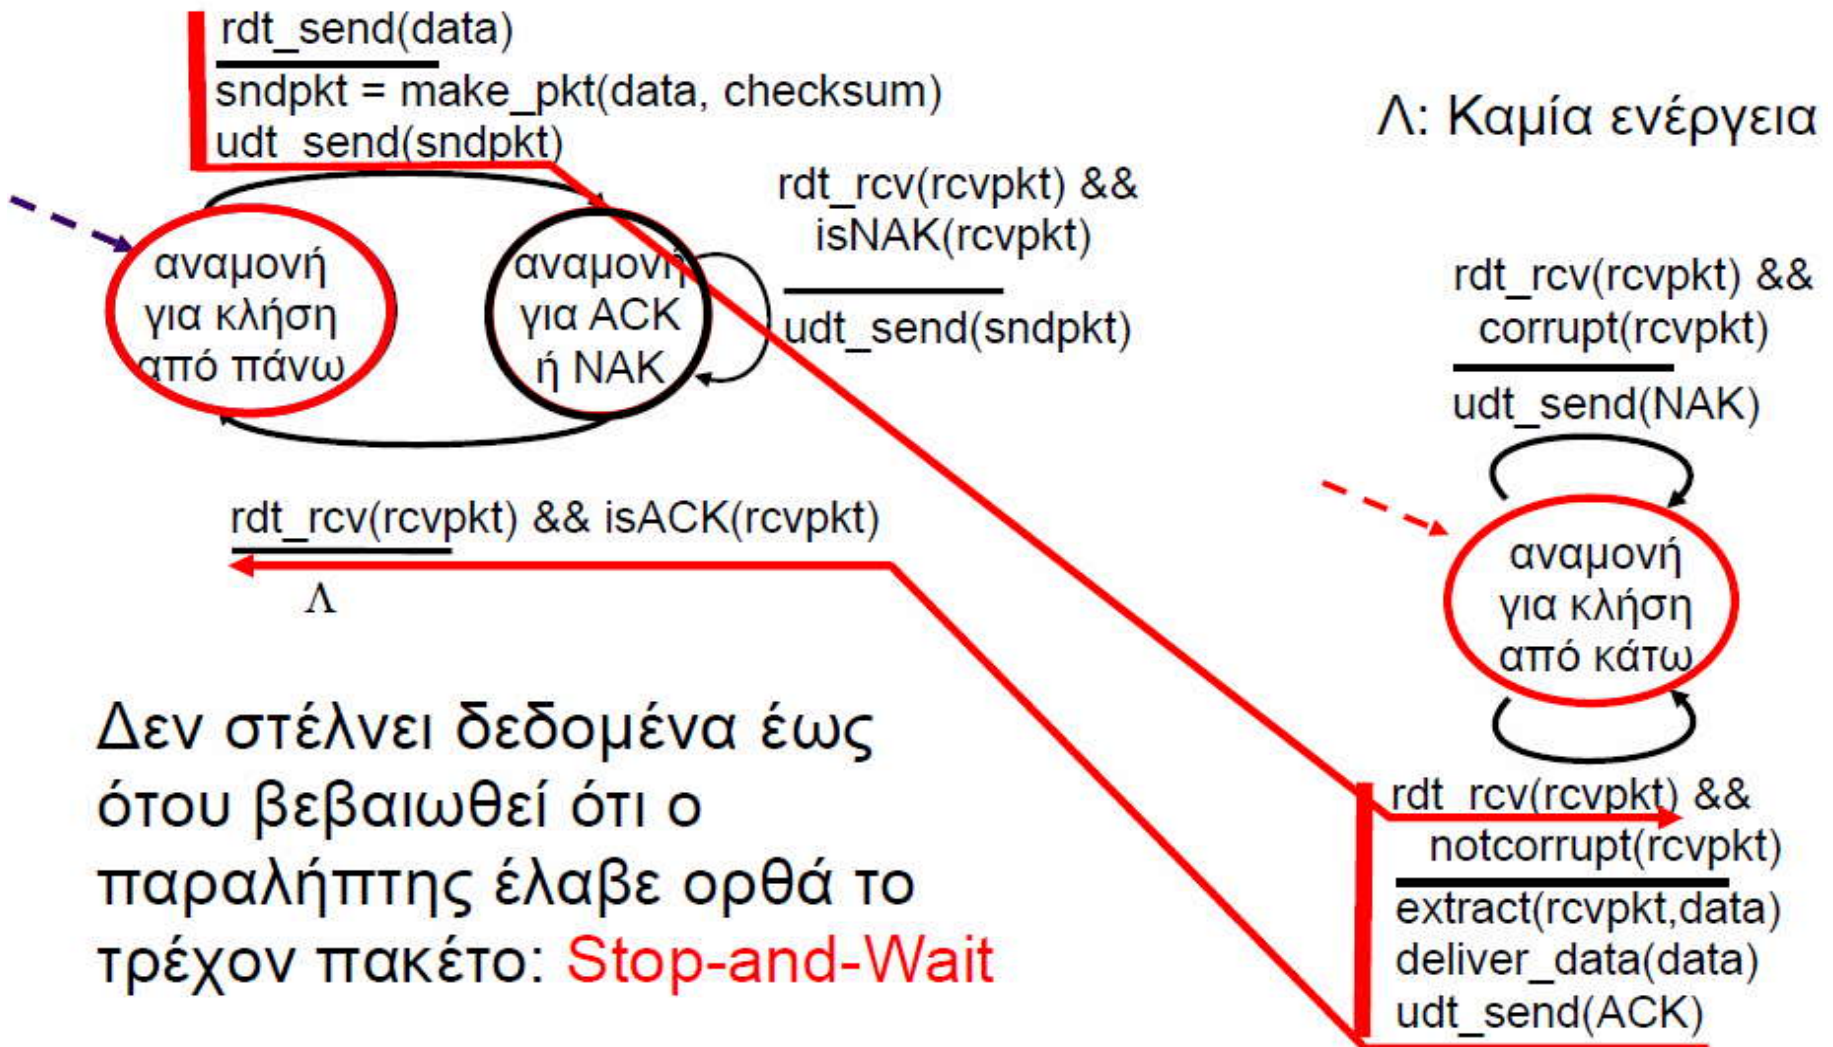 rdt_send(data)
sndpkt = make_pkt(data, checksum)
udt_send(sndpkt)
Λ: Καμία ενέργεια
rdt_rcv(rcvpkt) &&
isNAK(rcvpkt)
udt_send(sndpkt)
αναμονή
για κλήση
από πάνω
αναμονή
για ACK
ή NAK
rdt_rcv(rcvpkt) &&
corrupt(rcvpkt)
udt_send(NAK)
rdt_rcv(rcvpkt) && isACK(rcvpkt)
Λ
αναμονή
για κλήση
από κάτω
Δεν στέλνει δεδομένα έως
ότου βεβαιωθεί ότι ο
παραλήπτης έλαβε ορθά το
τρέχον πακέτο: Stop-and-Wait
rdt_rcv(rcvpkt) &&
notcorrupt(rcvpkt)
extract(rcvpkt,data)
deliver_data(data)
udt_send(ACK)